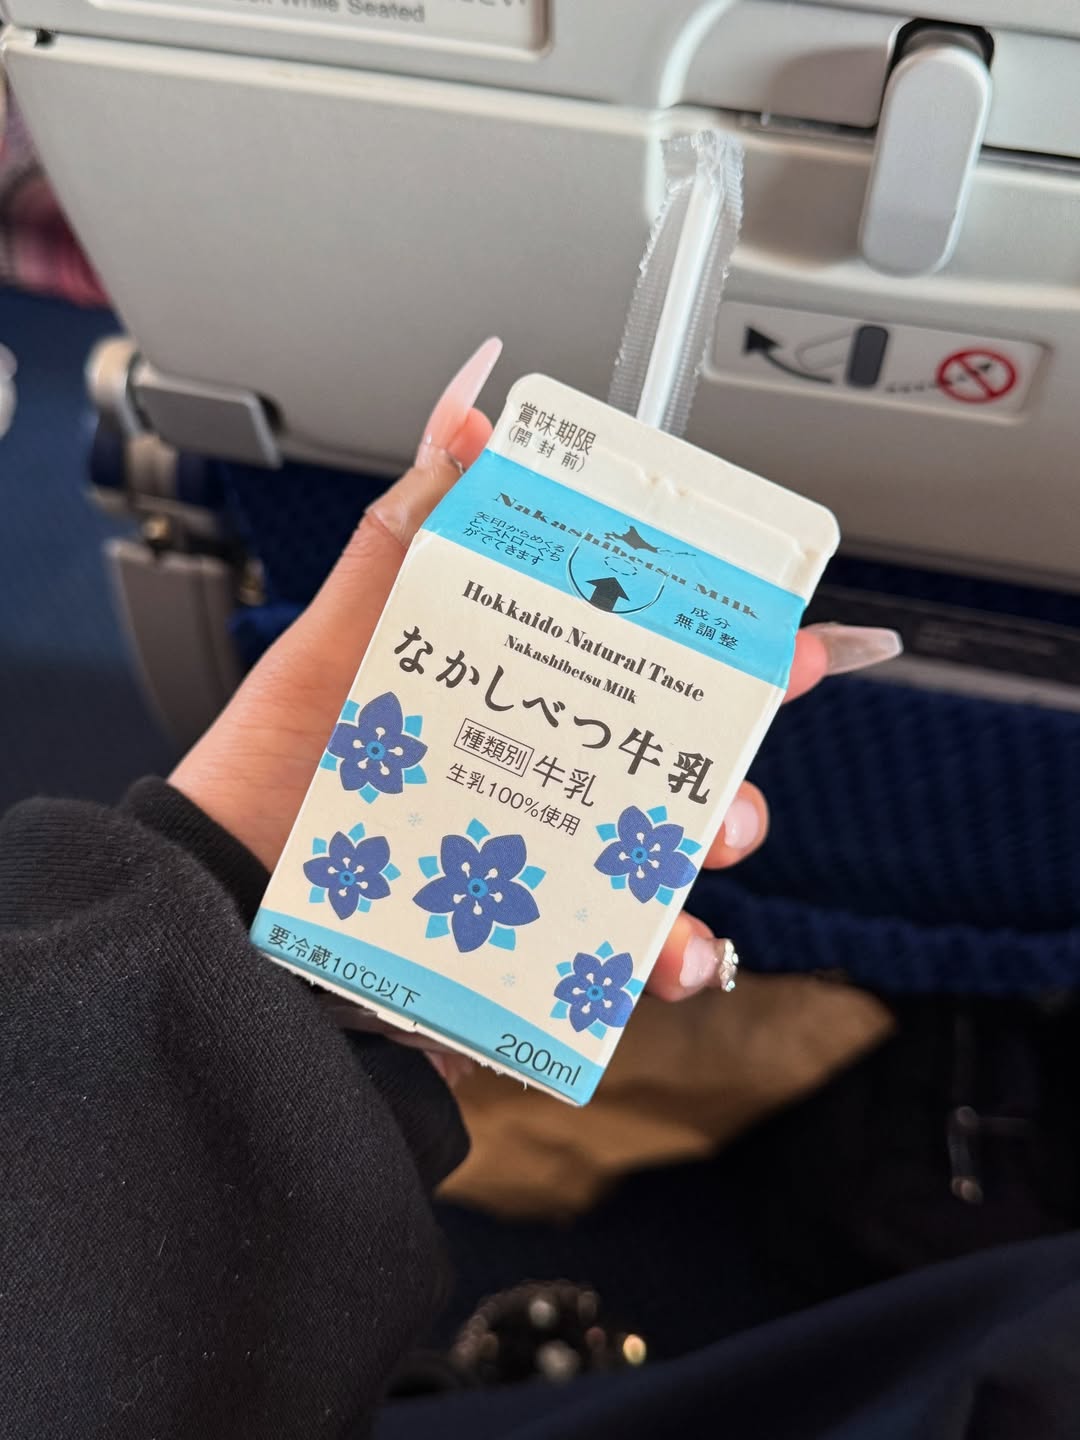 While Seated
賞味期限
(開封前)
Nakashibetsu Milk
矢印からめくる
と、ストローぐち
がでてきます
成分
無調整
Hokkaido Natural Taste
Nakashibetsu Milk
なかしべつ牛乳
種類別 牛乳
生乳100%使用
要冷蔵10℃以下
200ml